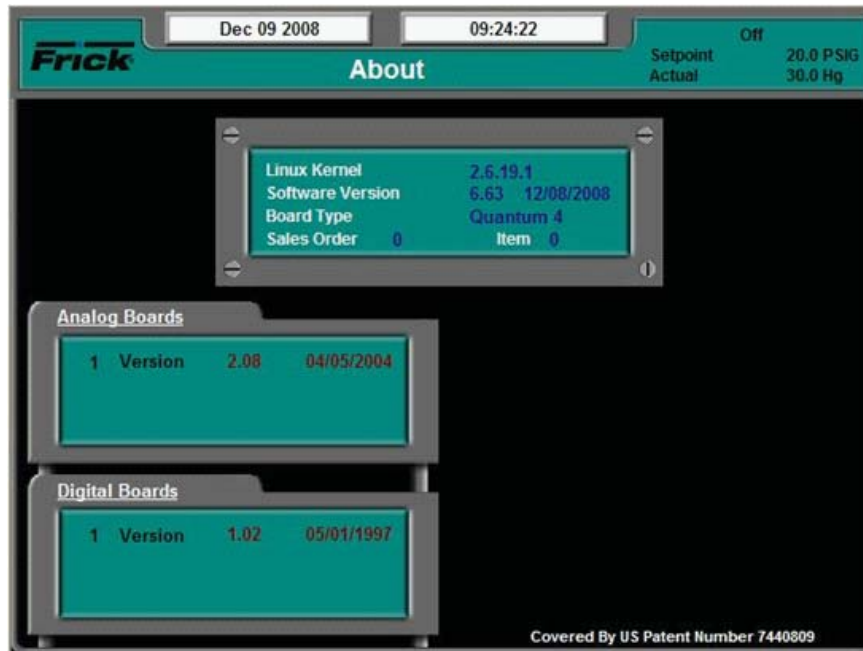 Dec 09 2008 09:24:22
Frick
About
Off
Setpoint 20.0 PSIG
Actual 30.0 Hg
Linux Kernel 2.6.19.1
Software Version 6.63 12/08/2008
Board Type Quantum 4
Sales Order 0 Item 0
Analog Boards
1 Version 2.08 04/05/2004
Digital Boards
1 Version 1.02 05/01/1997
Covered By US Patent Number 7440809